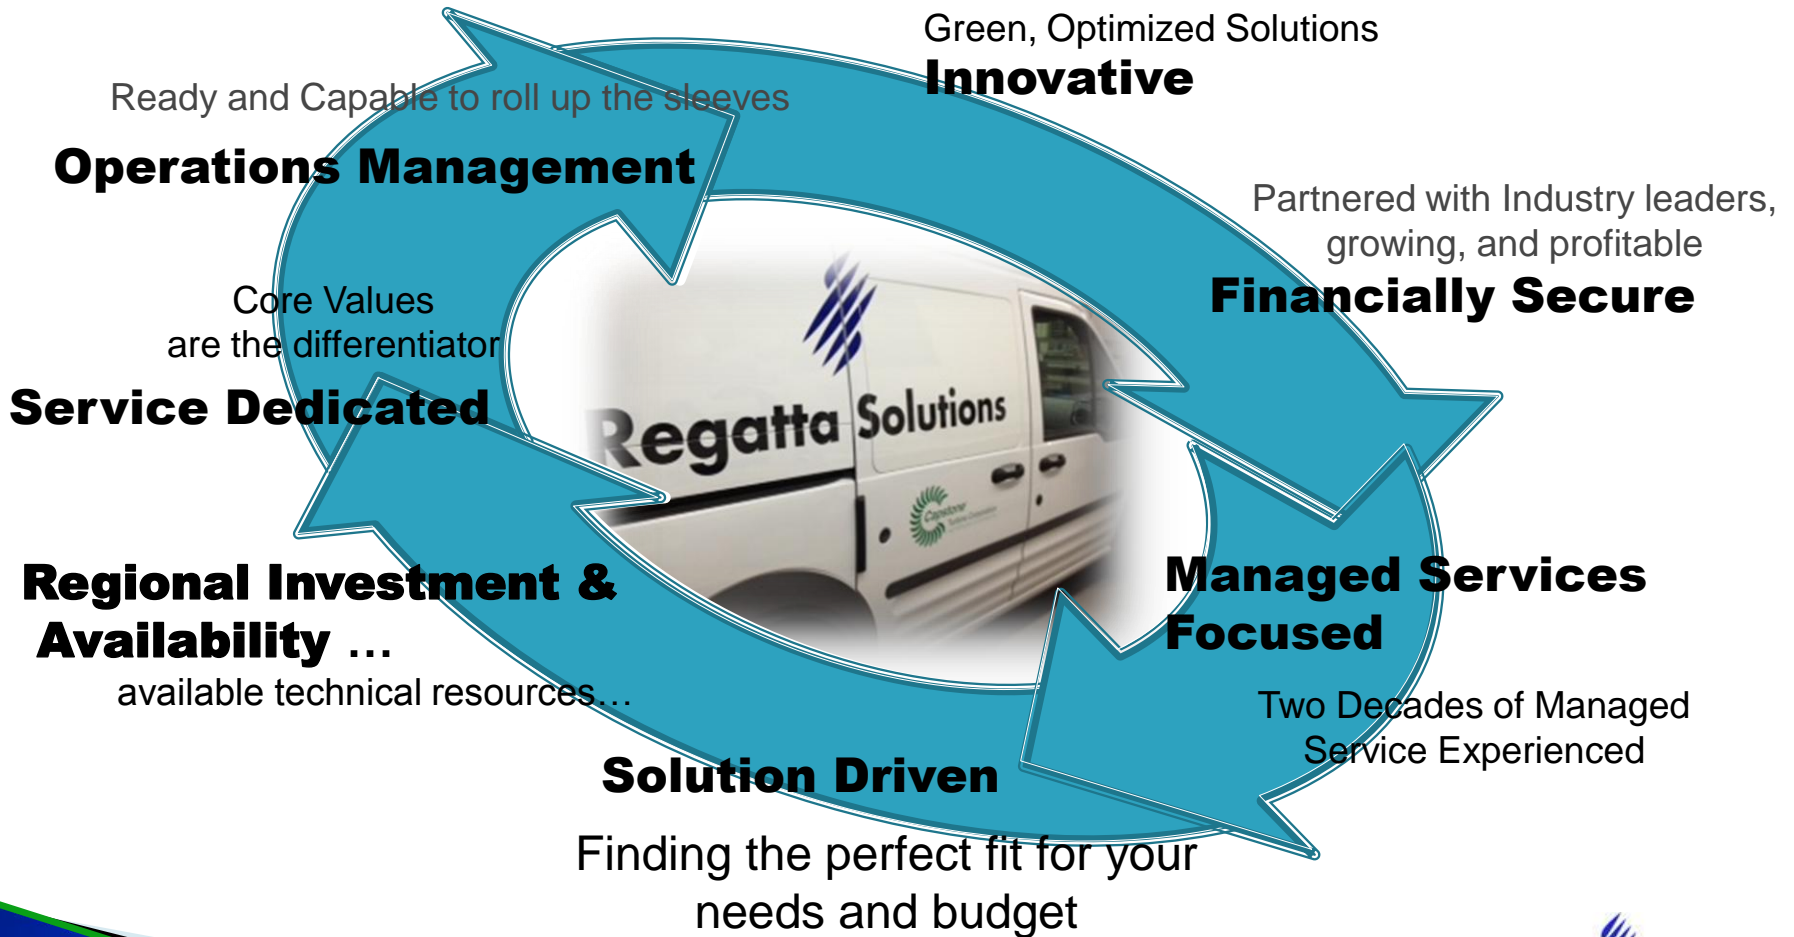 Green, Optimized Solutions
Innovative
Ready and Capable to roll up the sleeves
Operations Management
Partnered with Industry leaders,
growing, and profitable
Financially Secure
Core Values
are the differentiator
Service Dedicated
Regatta Solutions
Capstone
Turbine Corporation
Managed Services
Focused
Two Decades of Managed
Service Experienced
Regional Investment &
Availability ...
available technical resources...
Solution Driven
Finding the perfect fit for your
needs and budget